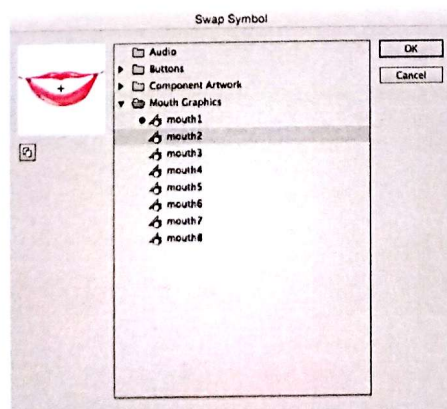 Swap Symbol
Audio
Buttons
Component Artwork
Mouth Graphics
mouth1
mouth2
mouth3
mouth4
mouth5
mouth6
mouth7
mouth8
OK
Cancel